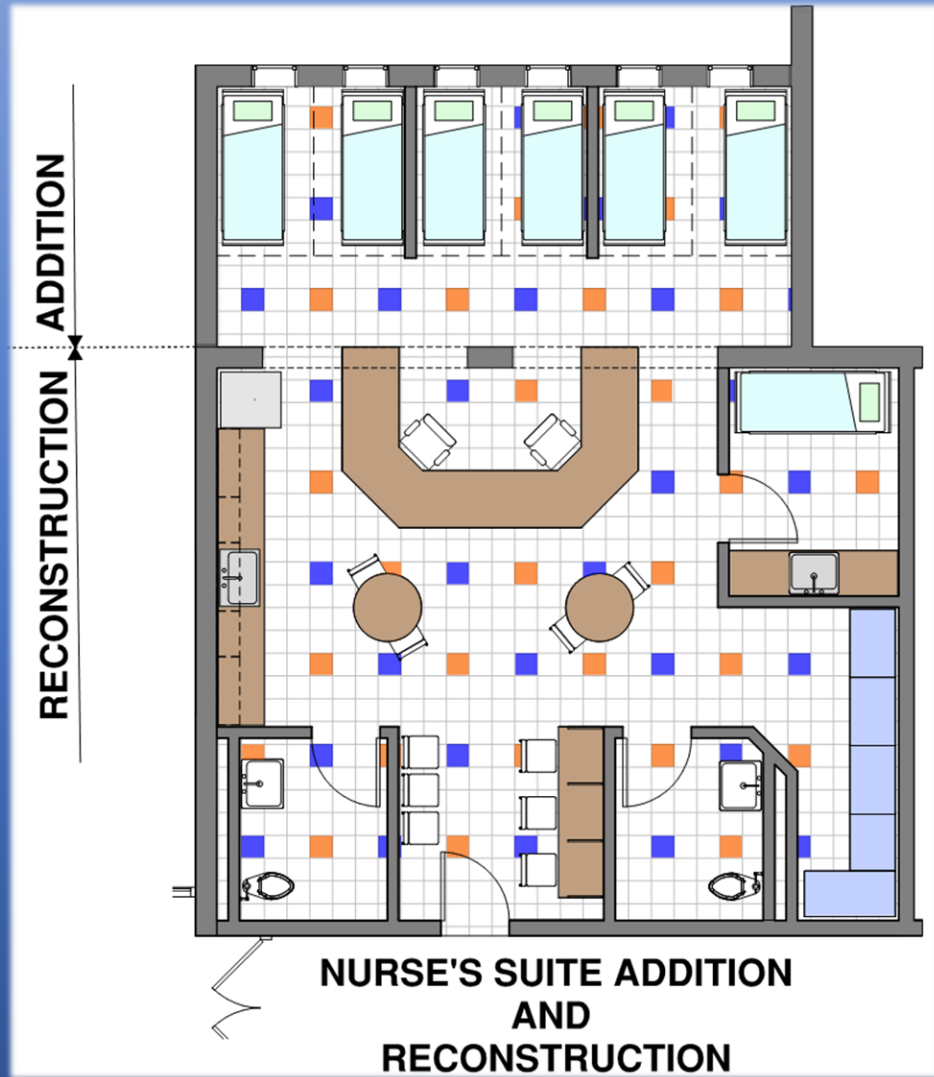 ADDITION
RECONSTRUCTION
NURSE'S SUITE ADDITION
AND
RECONSTRUCTION